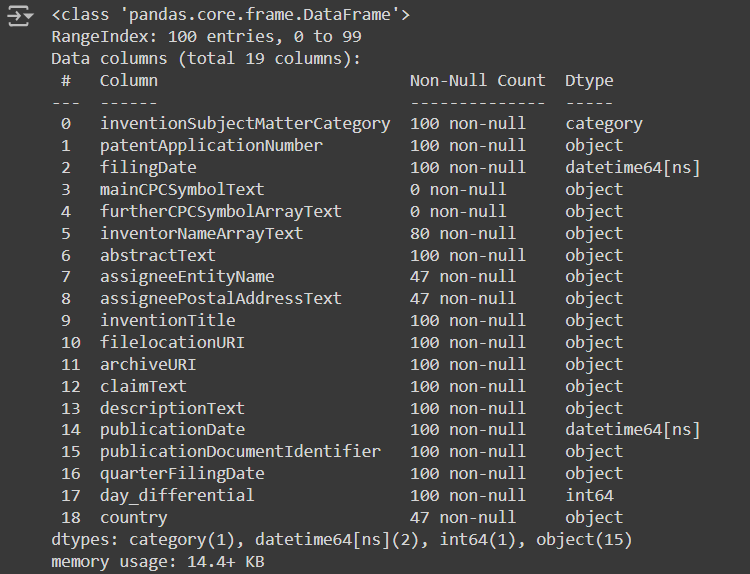 <class 'pandas.core.frame.DataFrame'>
RangeIndex: 100 entries, 0 to 99
Data columns (total 19 columns):
 #   Column                        Non-Null Count  Dtype
---  ------                        --------------  -----
 0   inventionSubjectMatterCategory  100 non-null  category
 1   patentApplicationNumber         100 non-null  object
 2   filingDate                      100 non-null  datetime64[ns]
 3   mainCPCSymbolText               0 non-null    object
 4   furtherCPCSymbolArrayText       0 non-null    object
 5   inventorNameArrayText           80 non-null   object
 6   abstractText                    100 non-null  object
 7   assigneeEntityName              47 non-null   object
 8   assigneePostalAddressText       47 non-null   object
 9   inventionTitle                  100 non-null  object
 10  filelocationURI                 100 non-null  object
 11  archiveURI                      100 non-null  object
 12  claimText                       100 non-null  object
 13  descriptionText                 100 non-null  object
 14  publicationDate                 100 non-null  datetime64[ns]
 15  publicationDocumentIdentifier   100 non-null  object
 16  quarterFilingDate               100 non-null  object
 17  day_differential                100 non-null  int64
 18  country                         47 non-null   object
dtypes: category(1), datetime64[ns](2), int64(1), object(15)
memory usage: 14.4+ KB